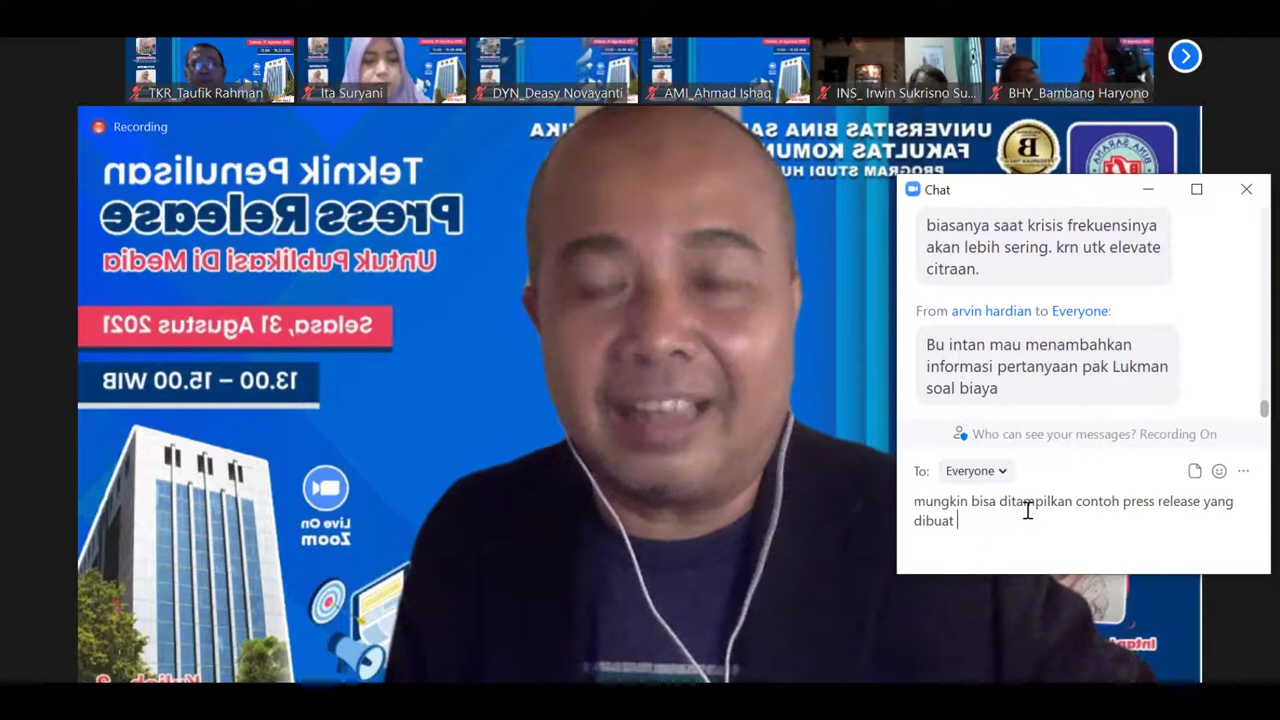 TKR_Taufik Rahman
Ita Suryani
DYN_Deasy Novayanti
AMI_Ahmad Ishaq
INS_ Irwin Sukrisno Su...
BHY_Bambang Haryono
Recording
UNIVERSITAS BINA SA
IKA
FAKULTAS KOMUN
PROGRAM STUDI HU
B
BINA SARANA
Teknik Penulisan
Press Release
Untuk Publikasi Di Media
Selasa, 31 Agustus 2021
13.00 – 15.00 WIB
Live On
Zoom
Chat
biasanya saat krisis frekuensinya
akan lebih sering. krn utk elevate
citraan.
From arvin hardian to Everyone:
Bu intan mau menambahkan
informasi pertanyaan pak Lukman
soal biaya
Who can see your messages? Recording On
To: Everyone
mungkin bisa ditampilkan contoh press release yang
dibuat